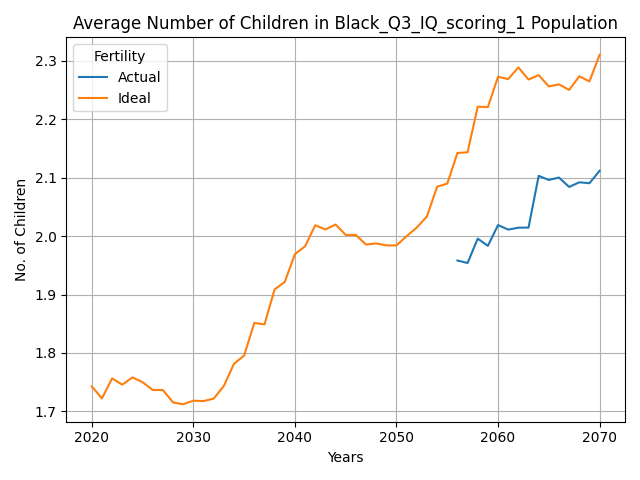 Average Number of Children in Black_Q3_IQ_scoring_1 Population
Fertility
Actual
Ideal
No. of Children
2.3
2.2
2.1
2.0
1.9
1.8
1.7
2020 2030 2040 2050 2060 2070
Years